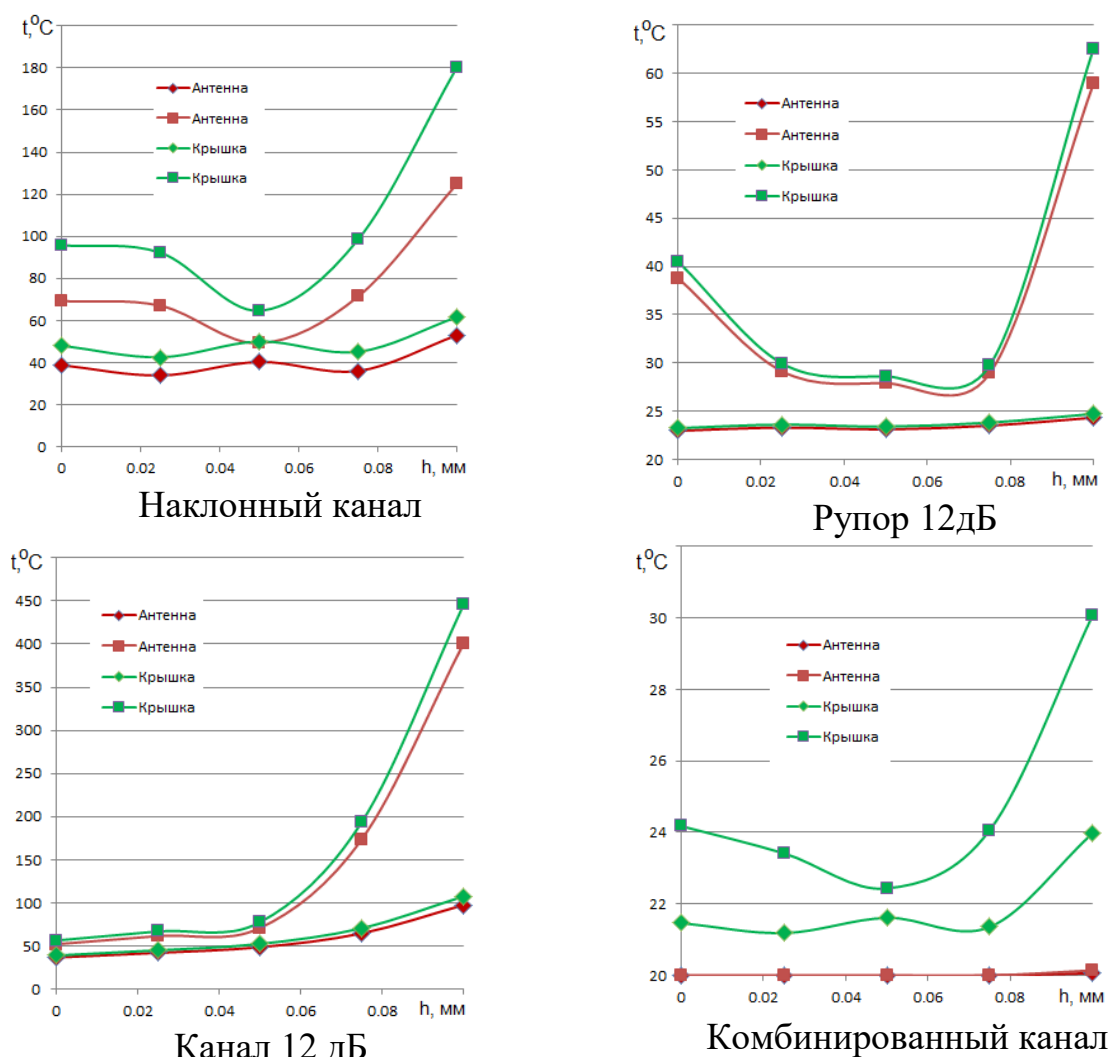 t,°C
180
160
140
120
100
80
60
40
20
0
0 0.02 0.04 0.06 0.08 h, мм
Антенна
Антенна
Крышка
Крышка
Наклонный канал
t,°C
60
55
50
45
40
35
30
25
20
0 0.02 0.04 0.06 0.08 h, мм
Антенна
Антенна
Крышка
Крышка
Рупор 12дБ
t,°C
450
400
350
300
250
200
150
100
50
0
0 0.02 0.04 0.06 0.08 h, мм
Антенна
Антенна
Крышка
Крышка
Канал 12 дБ
t,°C
30
28
26
24
22
20
0 0.02 0.04 0.06 0.08 h, мм
Антенна
Антенна
Крышка
Крышка
Комбинированный канал